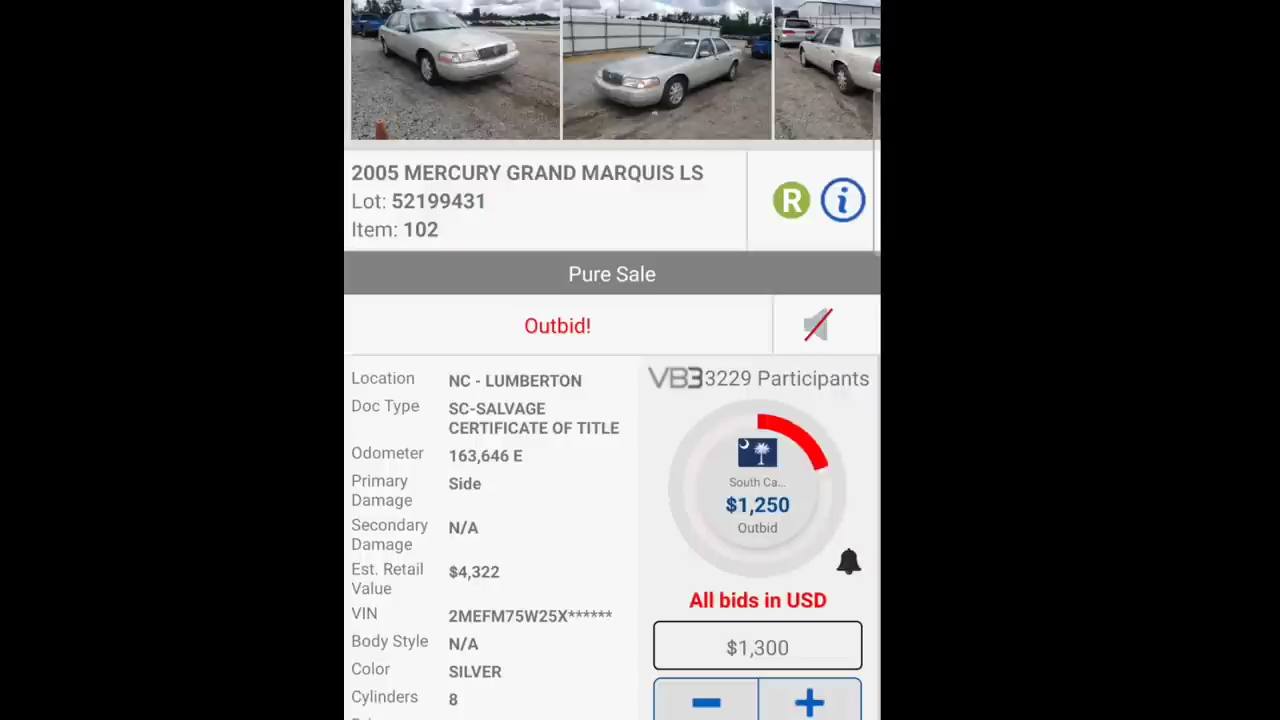 2005 MERCURY GRAND MARQUIS LS
Lot: 52199431
Item: 102
R
i
Pure Sale
Outbid!
Location NC - LUMBERTON
Doc Type SC-SALVAGE
CERTIFICATE OF TITLE
Odometer 163,646 E
Primary
Damage Side
Secondary
Damage N/A
Est. Retail
Value $4,322
VIN 2MEFM75W25X******
Body Style N/A
Color SILVER
Cylinders 8
VB3 3229 Participants
South Ca...
$1,250
Outbid
All bids in USD
$1,300